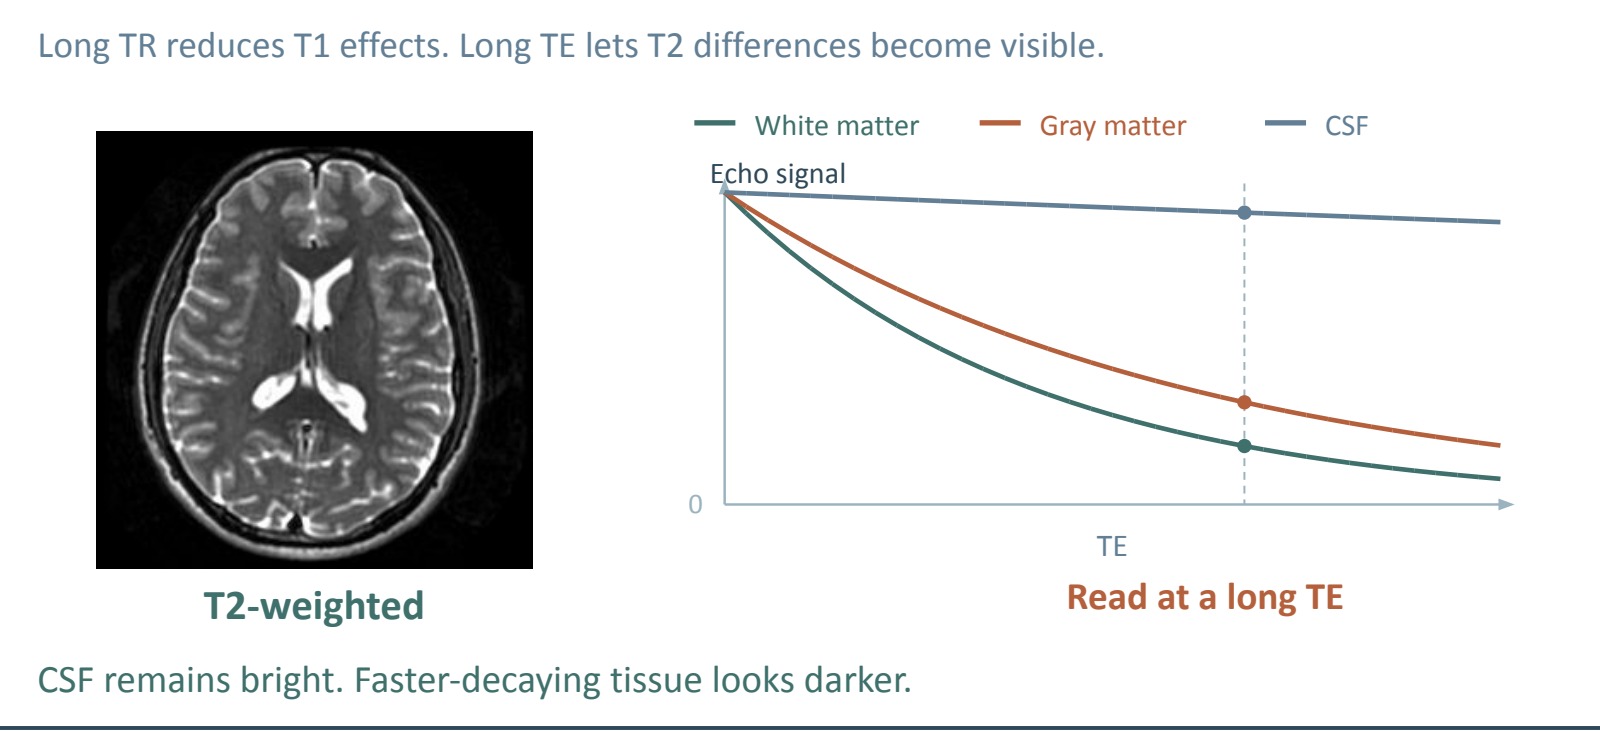 Long TR reduces T1 effects. Long TE lets T2 differences become visible.
White matter
Gray matter
CSF
Echo signal
0
TE
Read at a long TE
T2-weighted
CSF remains bright. Faster-decaying tissue looks darker.